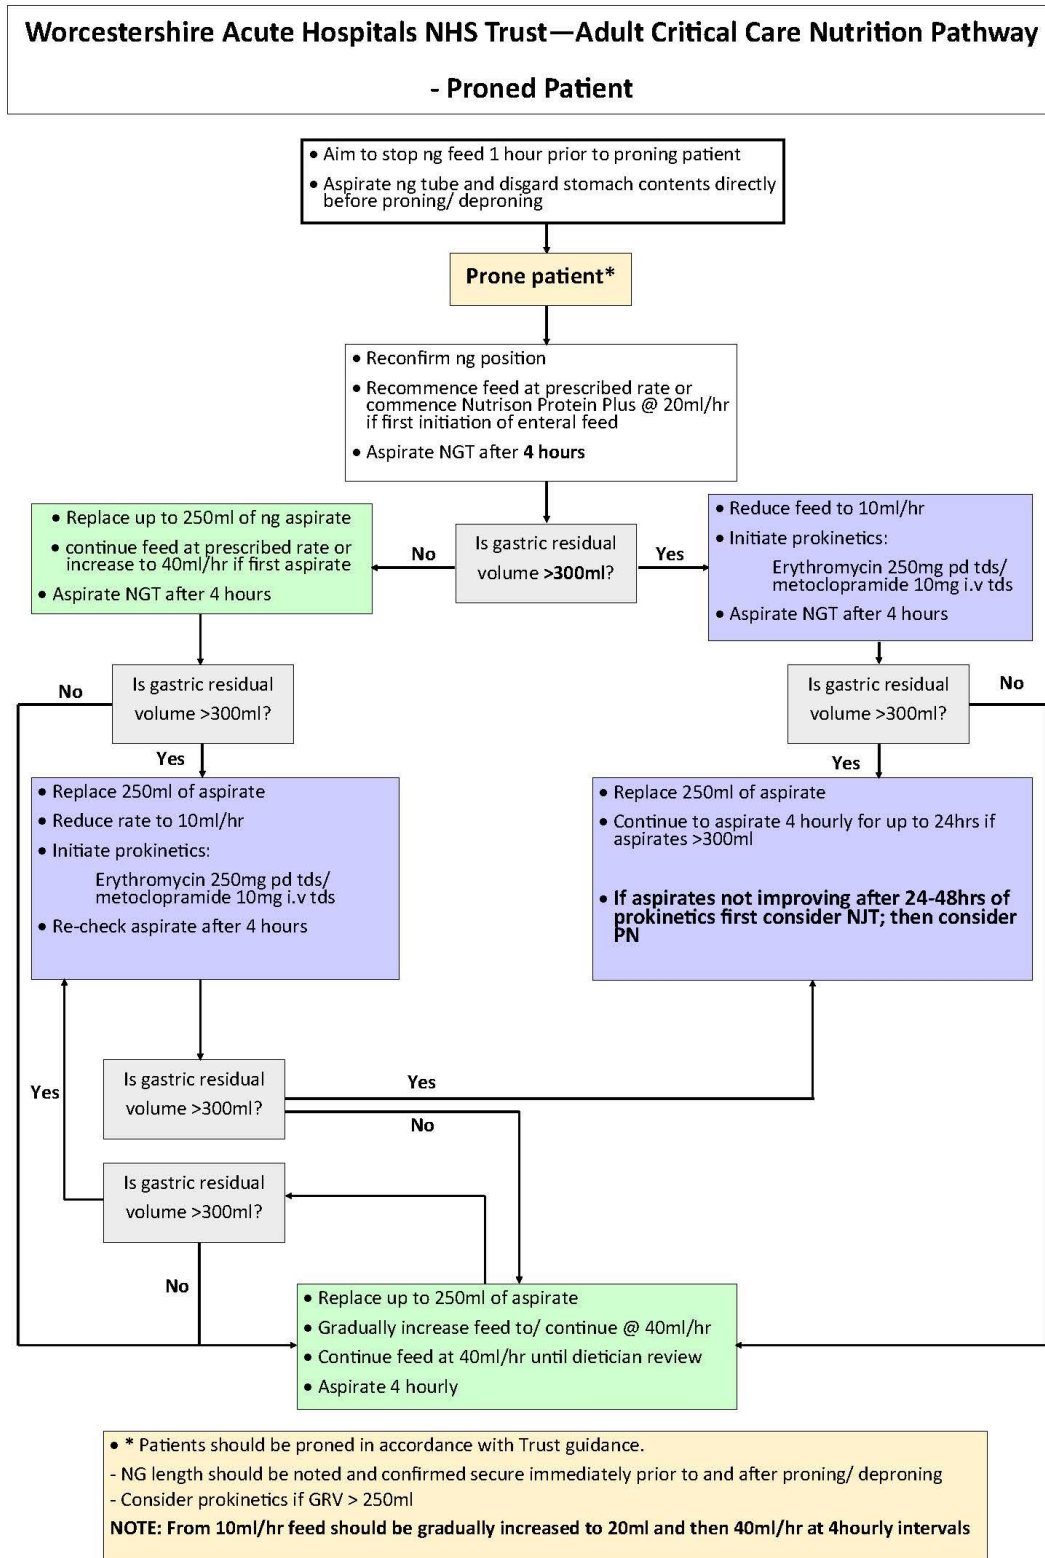 Worcestershire Acute Hospitals NHS Trust—Adult Critical Care Nutrition Pathway
- Proned Patient
• Aim to stop ng feed 1 hour prior to proning patient
• Aspirate ng tube and disgard stomach contents directly
before proning/ deproning
Prone patient*
• Reconfirm ng position
• Recommence feed at prescribed rate or
commence Nutrison Protein Plus @ 20ml/hr
if first initiation of enteral feed
• Aspirate NGT after 4 hours
• Replace up to 250ml of ng aspirate
• continue feed at prescribed rate or
increase to 40ml/hr if first aspirate
• Aspirate NGT after 4 hours
No
Is gastric residual
volume >300ml?
Yes
• Reduce feed to 10ml/hr
• Initiate prokinetics:
Erythromycin 250mg pd tds/
metoclopramide 10mg i.v tds
• Aspirate NGT after 4 hours
No
Is gastric residual
volume >300ml?
Yes
Is gastric residual
volume >300ml?
No
Yes
• Replace 250ml of aspirate
• Reduce rate to 10ml/hr
• Initiate prokinetics:
Erythromycin 250mg pd tds/
metoclopramide 10mg i.v tds
• Re-check aspirate after 4 hours
• Replace 250ml of aspirate
• Continue to aspirate 4 hourly for up to 24hrs if
aspirates >300ml
• If aspirates not improving after 24-48hrs of
prokinetics first consider NJT; then consider
PN
Is gastric residual
volume >300ml?
Yes
No
Yes
Is gastric residual
volume >300ml?
No
• Replace up to 250ml of aspirate
• Gradually increase feed to/ continue @ 40ml/hr
• Continue feed at 40ml/hr until dietician review
• Aspirate 4 hourly
• * Patients should be proned in accordance with Trust guidance.
- NG length should be noted and confirmed secure immediately prior to and after proning/ deproning
- Consider prokinetics if GRV > 250ml
NOTE: From 10ml/hr feed should be gradually increased to 20ml and then 40ml/hr at 4hourly intervals